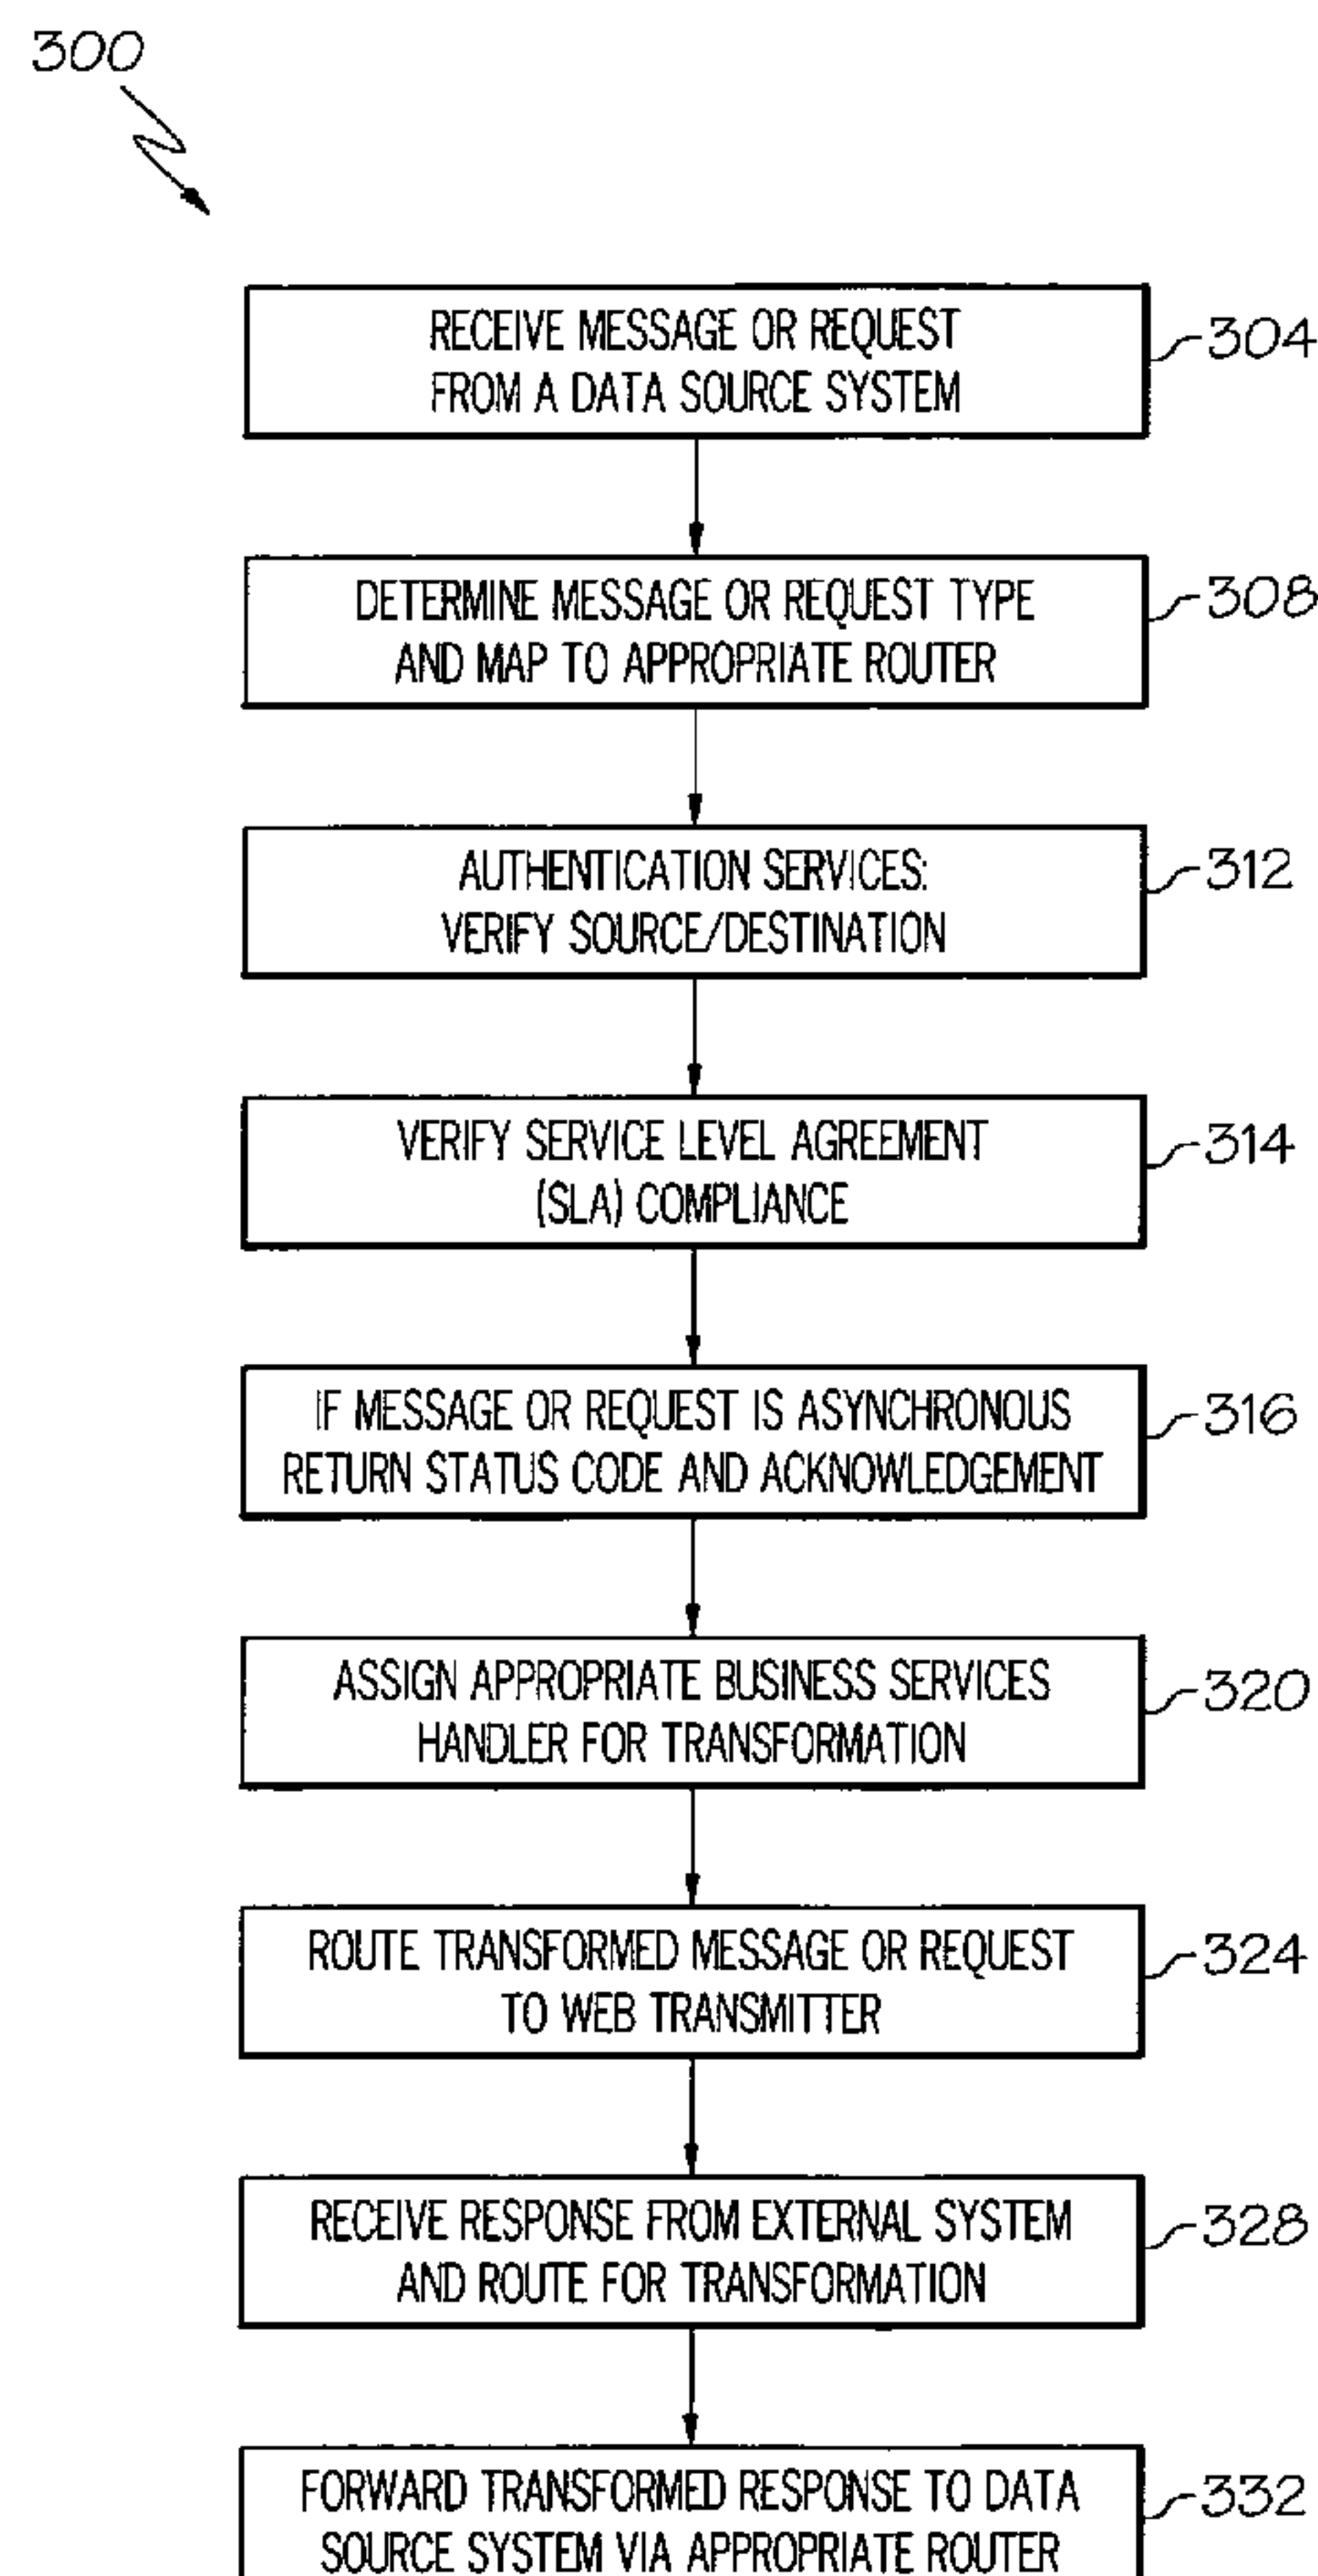 300
RECEIVE MESSAGE OR REQUEST
FROM A DATA SOURCE SYSTEM
304
DETERMINE MESSAGE OR REQUEST TYPE
AND MAP TO APPROPRIATE ROUTER
308
AUTHENTICATION SERVICES:
VERIFY SOURCE/DESTINATION
312
VERIFY SERVICE LEVEL AGREEMENT
(SLA) COMPLIANCE
314
IF MESSAGE OR REQUEST IS ASYNCHRONOUS
RETURN STATUS CODE AND ACKNOWLEDGEMENT
316
ASSIGN APPROPRIATE BUSINESS SERVICES
HANDLER FOR TRANSFORMATION
320
ROUTE TRANSFORMED MESSAGE OR REQUEST
TO WEB TRANSMITTER
324
RECEIVE RESPONSE FROM EXTERNAL SYSTEM
AND ROUTE FOR TRANSFORMATION
328
FORWARD TRANSFORMED RESPONSE TO DATA
SOURCE SYSTEM VIA APPROPRIATE ROUTER
332